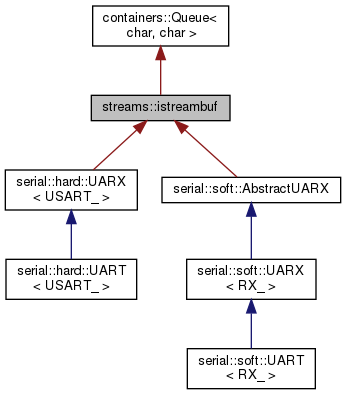 containers::Queue<
char, char >
streams::istreambuf
serial::hard::UARX
< USART_ >
serial::soft::AbstractUARX
serial::hard::UART
< USART_ >
serial::soft::UARX
< RX_ >
serial::soft::UART
< RX_ >